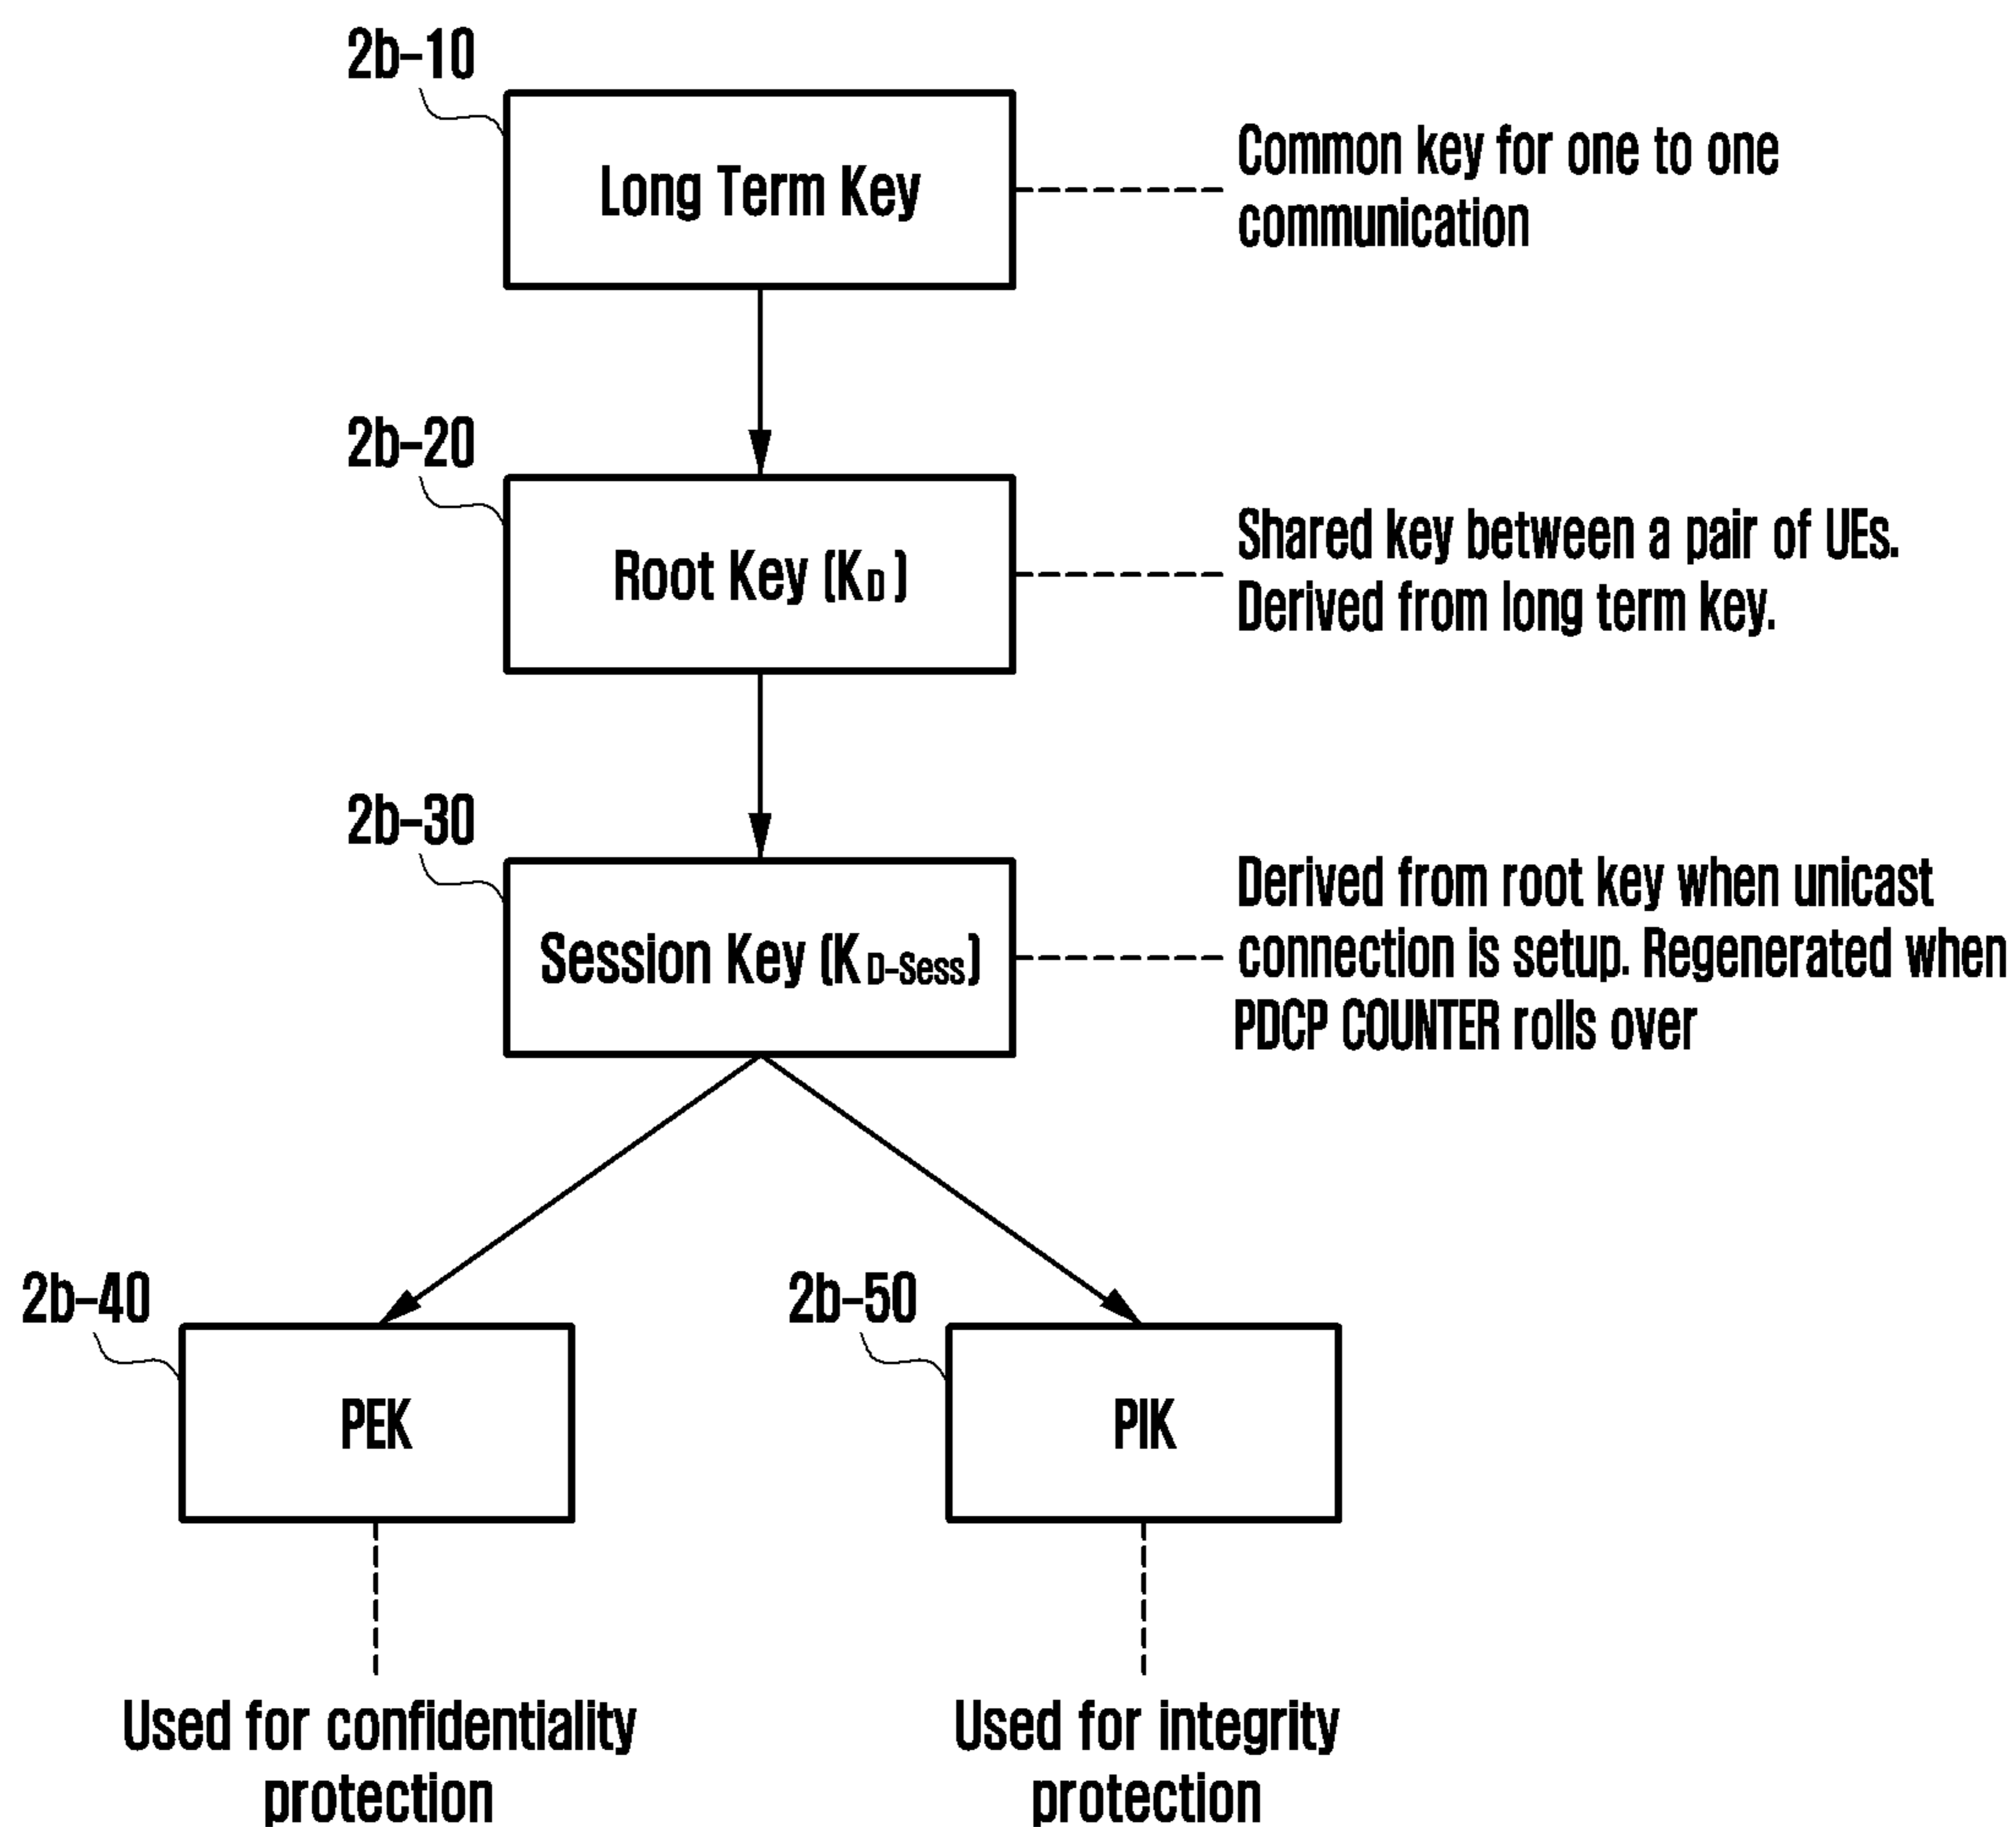 2b-10
Long Term Key
Common key for one to one
communication
2b-20
Root Key (KD)
Shared key between a pair of UEs.
Derived from long term key.
2b-30
Session Key (KD-Sess)
Derived from root key when unicast
connection is setup. Regenerated when
PDCP COUNTER rolls over
2b-40
PEK
Used for confidentiality
protection
2b-50
PIK
Used for integrity
protection